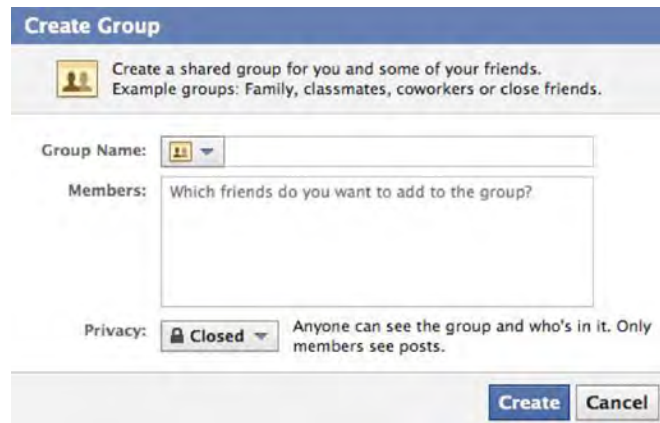 Create Group
Create a shared group for you and some of your friends.
Example groups: Family, classmates, coworkers or close friends.
Group Name:
Members: Which friends do you want to add to the group?
Privacy: Closed Anyone can see the group and who's in it. Only
members see posts.
Create Cancel